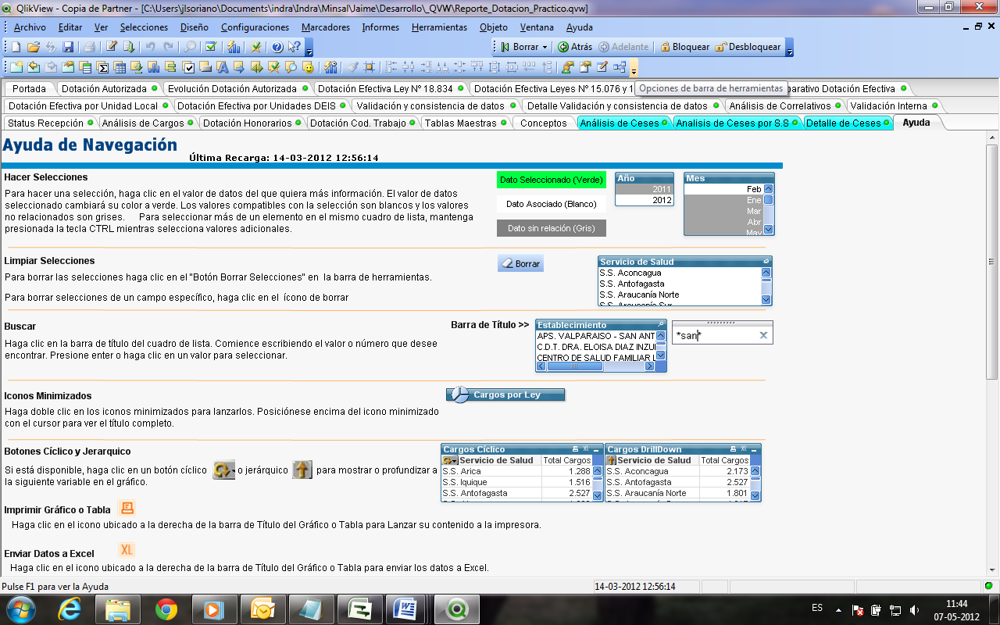 QlikView - Copia de Partner - [C:\Users\jlsoriano\Documents\indra\Indra\Minsal\Jaime\Desarrollo\_QVW\Reporte_Dotacion_Practico.qvw]
Archivo Editar Ver Selecciones Diseño Configuraciones Marcadores Informes Herramientas Objeto Ventana Ayuda
Borrar Atrás Adelante Bloquear Desbloquear
Portada Dotación Autorizada Evolución Dotación Autorizada Dotación Efectiva Ley Nº 18.834 Dotación Efectiva Leyes Nº 15.076 y 1 Opciones de barra de herramientas parativo Dotación Efectiva
Dotación Efectiva por Unidad Local Dotación Efectiva por Unidades DEIS Validación y consistencia de datos Detalle Validación y consistencia de datos Análisis de Correlativos Validación Interna
Status Recepción Análisis de Cargos Dotación Honorarios Dotación Cod. Trabajo Tablas Maestras Conceptos Análisis de Ceses Analisis de Ceses por S.S Detalle de Ceses Ayuda
Ayuda de Navegación
Última Recarga: 14-03-2012 12:56:14
Hacer Selecciones
Para hacer una selección, haga clic en el valor de datos del que quiera más información. El valor de datos
seleccionado cambiará su color a verde. Los valores compatibles con la selección son blancos y los valores
no relacionados son grises. Para seleccionar más de un elemento en el mismo cuadro de lista, mantenga
presionada la tecla CTRL mientras selecciona valores adicionales.
Dato Seleccionado (Verde)
Dato Asociado (Blanco)
Dato sin relación (Gris)
Año
2011
2012
Mes
Feb
Ene
Mar
Abr
May
Limpiar Selecciones
Para borrar las selecciones haga clic en el "Botón Borrar Selecciones" en la barra de herramientas.
Para borrar selecciones de un campo específico, haga clic en el ícono de borrar
Borrar
Servicio de Salud
S.S. Aconcagua
S.S. Antofagasta
S.S. Araucanía Norte
S.S. Araucanía Sur
Buscar
Haga clic en la barra de título del cuadro de lista. Comience escribiendo el valor o número que desee
encontrar. Presione enter o haga clic en un valor para seleccionar.
Barra de Título >>
Establecimiento
APS. VALPARAISO - SAN ANT
C.D.T. DRA. ELOISA DIAZ INZU
CENTRO DE SALUD FAMILIAR L
*san*
Iconos Minimizados
Haga doble clic en los iconos minimizados para lanzarlos. Posiciónese encima del icono minimizado
con el cursor para ver el título completo.
Cargos por Ley
Botones Cíclico y Jerarquico
Si está disponible, haga clic en un botón cíclico o jerárquico para mostrar o profundizar a
la siguiente variable en el gráfico.
Cargos Cíclico XL
Servicio de Salud Total Cargos
S.S. Arica 1.288
S.S. Iquique 1.516
S.S. Antofagasta 2.527
Cargos DrillDown XL
Servicio de Salud Total Cargos
S.S. Aconcagua 2.173
S.S. Antofagasta 2.527
S.S. Araucanía Norte 1.801
Imprimir Gráfico o Tabla
Haga clic en el icono ubicado a la derecha de la barra de Título del Gráfico o Tabla para Lanzar su contenido a la impresora.
Enviar Datos a Excel XL
Haga clic en el icono ubicado a la derecha de la barra de Título del Gráfico o Tabla para enviar los datos a Excel.
Pulse F1 para ver la Ayuda 14-03-2012 12:56:14
ES 11:44
07-05-2012